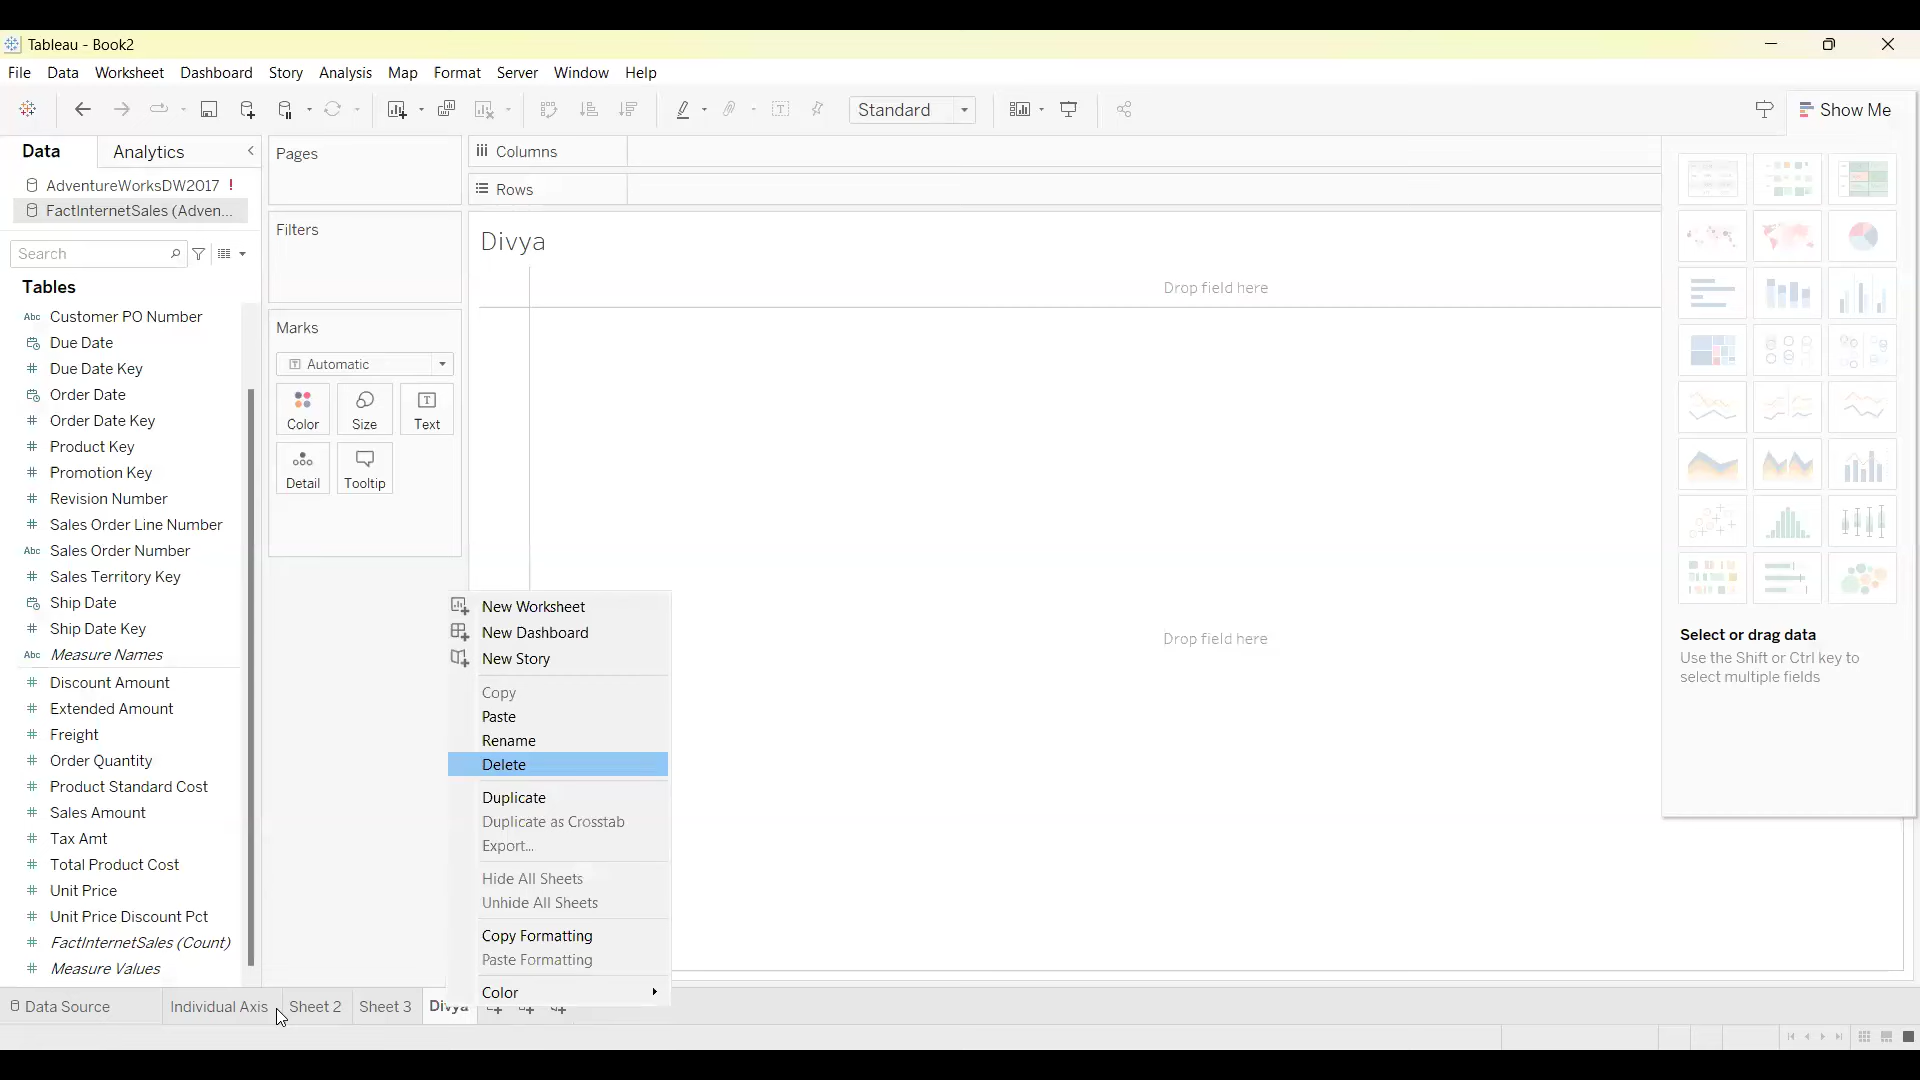 Tableau - Book2
File Data Worksheet Dashboard Story Analysis Map Format Server Window Help
Standard
Show Me
Data Analytics
AdventureWorksDW2017 !
FactInternetSales (Adven...
Search
Tables
Abc Customer PO Number
Due Date
# Due Date Key
Order Date
# Order Date Key
# Product Key
# Promotion Key
# Revision Number
# Sales Order Line Number
Abc Sales Order Number
# Sales Territory Key
Ship Date
# Ship Date Key
Abc Measure Names
# Discount Amount
# Extended Amount
# Freight
# Order Quantity
# Product Standard Cost
# Sales Amount
# Tax Amt
# Total Product Cost
# Unit Price
# Unit Price Discount Pct
# FactInternetSales (Count)
# Measure Values
Pages
Filters
Marks
T Automatic
Color Size Text
Detail Tooltip
Columns
Rows
Divya
Drop field here
Drop field here
New Worksheet
New Dashboard
New Story
Copy
Paste
Rename
Delete
Duplicate
Duplicate as Crosstab
Export...
Hide All Sheets
Unhide All Sheets
Copy Formatting
Paste Formatting
Color
Select or drag data
Use the Shift or Ctrl key to
select multiple fields
Data Source Individual Axis Sheet 2 Sheet 3 Divya